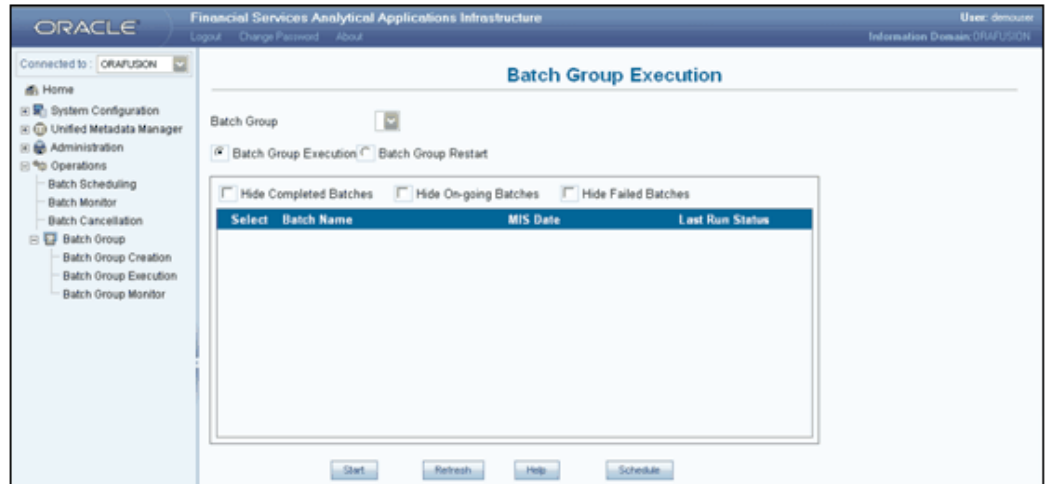 ORACLE
Financial Services Analytical Applications Infrastructure
User: demouser
Logout Change Password About
Information Domain: ORAFUSION
Connected to : ORAFUSION
Home
System Configuration
Unified Metadata Manager
Administration
Operations
Batch Scheduling
Batch Monitor
Batch Cancellation
Batch Group
Batch Group Creation
Batch Group Execution
Batch Group Monitor
Batch Group Execution
Batch Group
Batch Group Execution Batch Group Restart
Hide Completed Batches Hide On-going Batches Hide Failed Batches
Select Batch Name MIS Date Last Run Status
Start Refresh Help Schedule